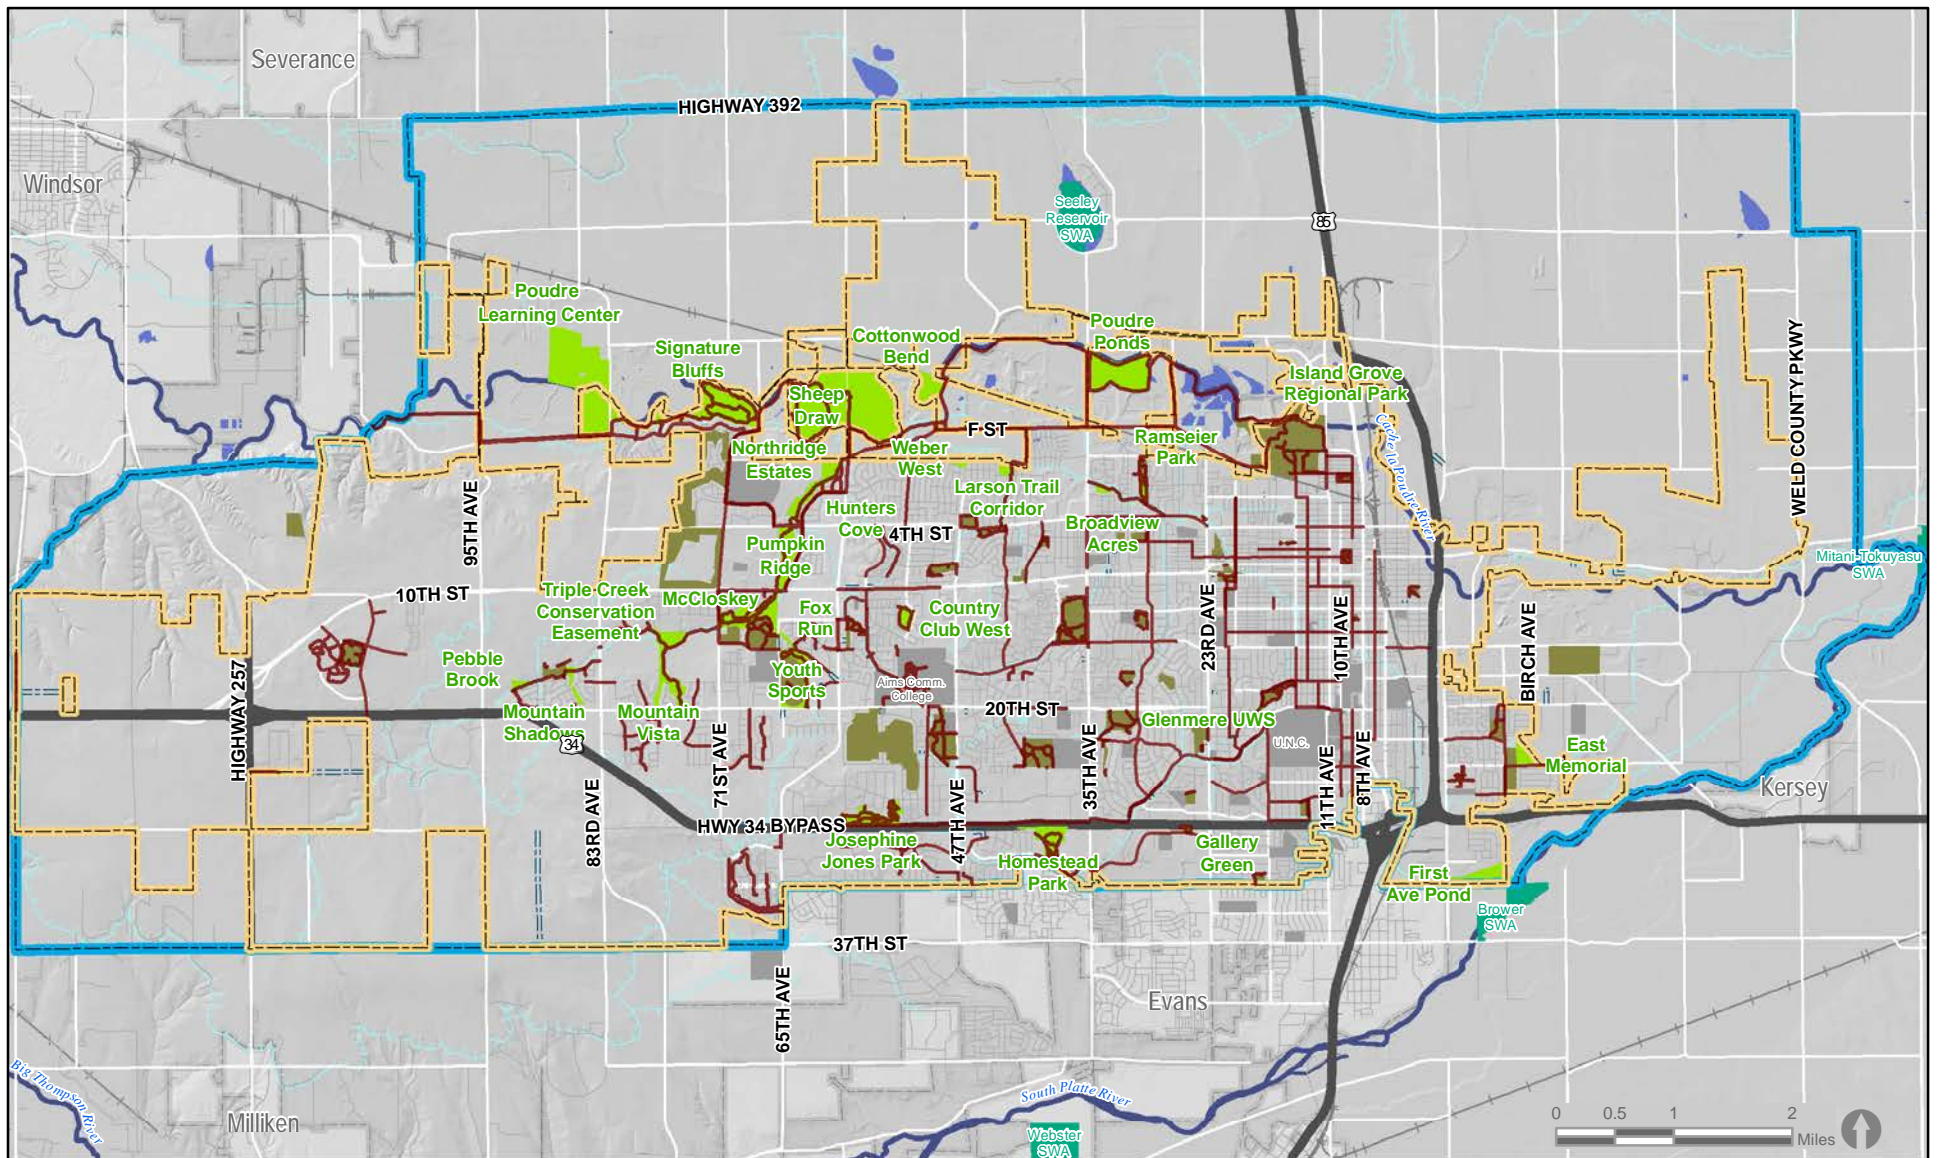 Severance
HIGHWAY 392
Windsor
Seeley
Reservoir
SWA
85
Poudre
Learning Center
Signature
Bluffs
Cottonwood
Bend
Poudre
Ponds
Island Grove
Regional Park
WELD COUNTY PKWY
Sheep
Draw
F ST
Cache la Poudre River
Northridge
Estates
Weber
West
Ramseier
Park
Larson Trail
Corridor
95TH AVE
Hunters
Cove
4TH ST
Broadview
Acres
Pumpkin
Ridge
Mitani-Tokuyasu
SWA
10TH ST
Triple Creek
Conservation
Easement
McCloskey
Fox
Run
Country
Club West
23RD AVE
10TH AVE
BIRCH AVE
Pebble
Brook
Youth
Sports
Aims Comm.
College
HIGHWAY 257
Mountain
Shadows
Mountain
Vista
20TH ST
Glenmere UWS
34
U.N.C.
71ST AVE
35TH AVE
11TH AVE
8TH AVE
East
Memorial
Kersey
83RD AVE
HWY 34 BYPASS
47TH AVE
Josephine
Jones Park
Homestead
Park
Gallery
Green
First
Ave Pond
Brower
SWA
37TH ST
65TH AVE
Evans
Big Thompson River
Milliken
South Platte River
Webster
SWA
0 0.5 1 2
Miles